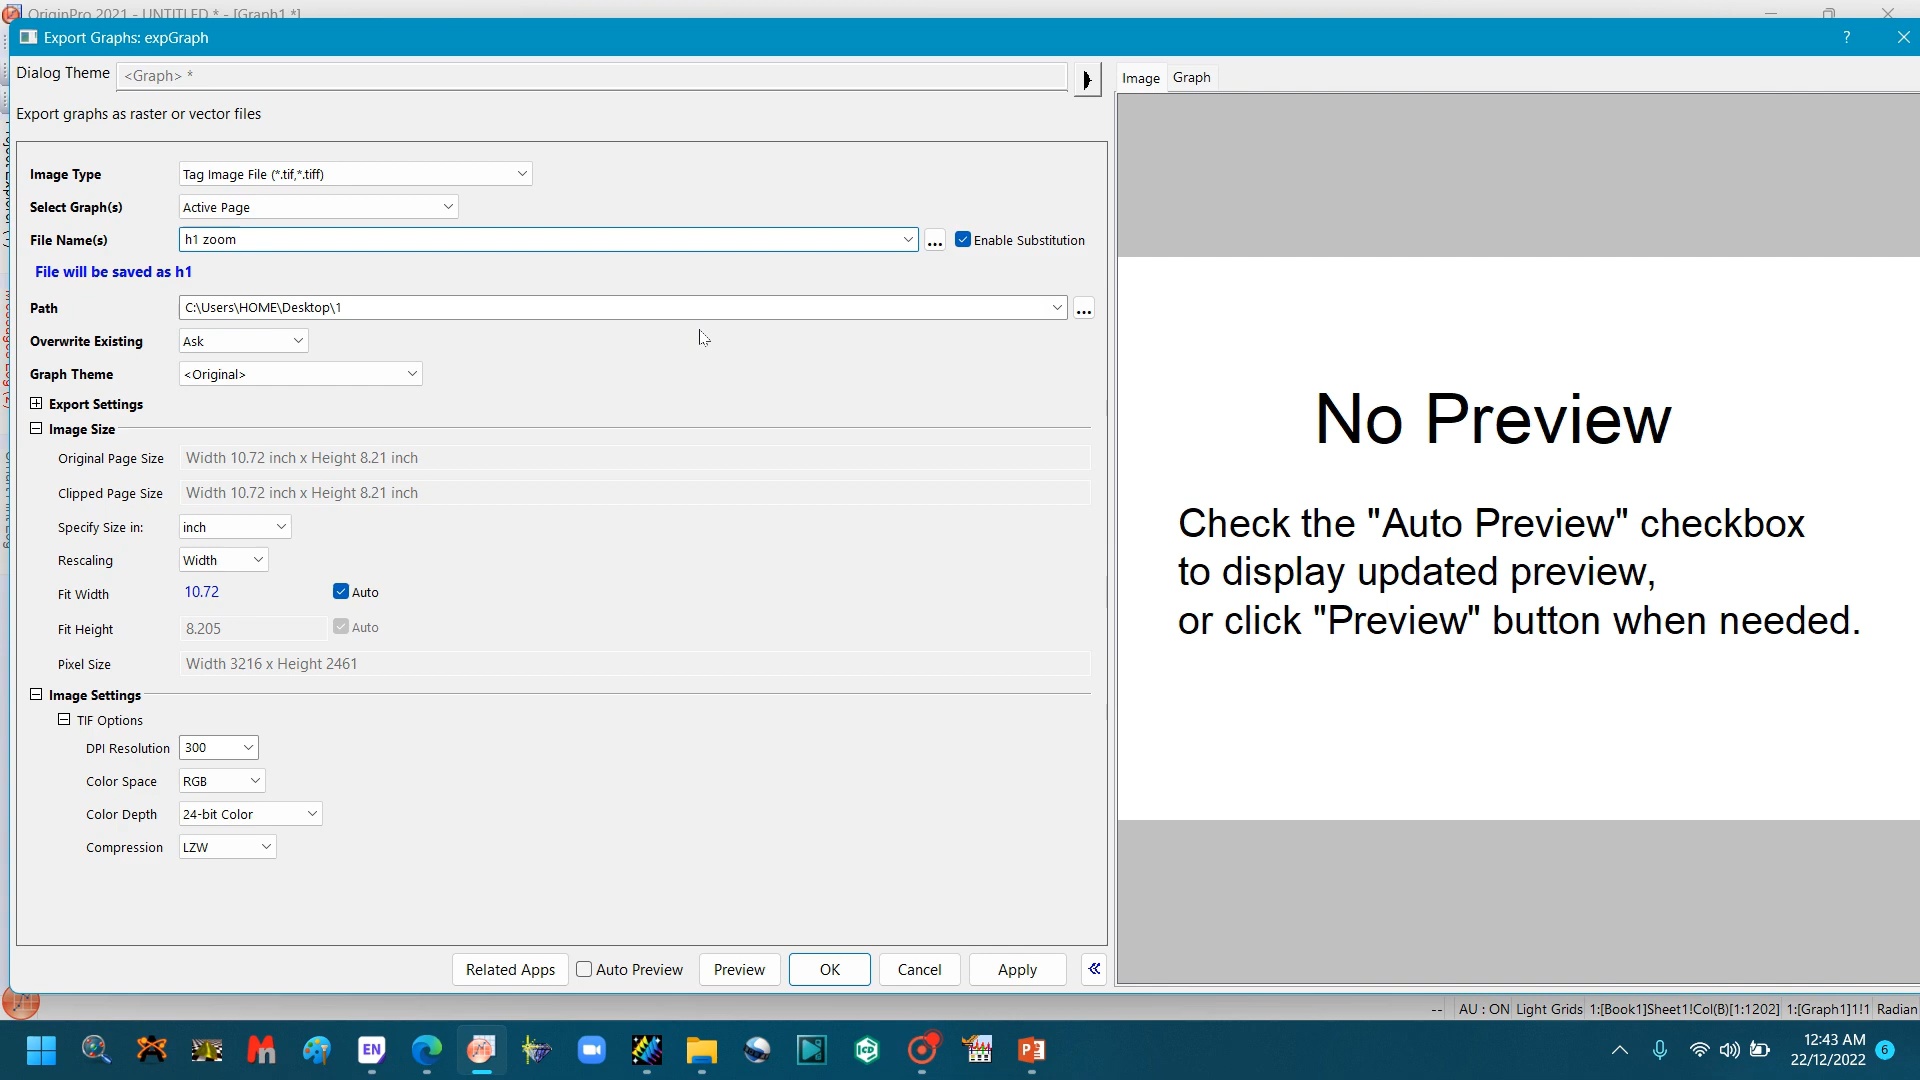 OriginPro 2021 - UNTITLED * - [Graph1 *]
Export Graphs: expGraph
?
Dialog Theme <Graph> *
Image Graph
Export graphs as raster or vector files
Image Type Tag Image File (*.tif,*.tiff)
Select Graph(s) Active Page
File Name(s) h1 zoom ... Enable Substitution
File will be saved as h1
Path C:\Users\HOME\Desktop\1 ...
Overwrite Existing Ask
Graph Theme <Original>
Export Settings
Image Size
Original Page Size Width 10.72 inch x Height 8.21 inch
Clipped Page Size Width 10.72 inch x Height 8.21 inch
Specify Size in: inch
Rescaling Width
Fit Width 10.72 Auto
Fit Height 8.205 Auto
Pixel Size Width 3216 x Height 2461
Image Settings
TIF Options
DPI Resolution 300
Color Space RGB
Color Depth 24-bit Color
Compression LZW
No Preview
Check the "Auto Preview" checkbox
to display updated preview,
or click "Preview" button when needed.
Related Apps Auto Preview Preview OK Cancel Apply «
-- AU : ON Light Grids 1:[Book1]Sheet1!Col(B)[1:1202] 1:[Graph1]1!1 Radian
EN
ICD
12:43 AM
22/12/2022
6